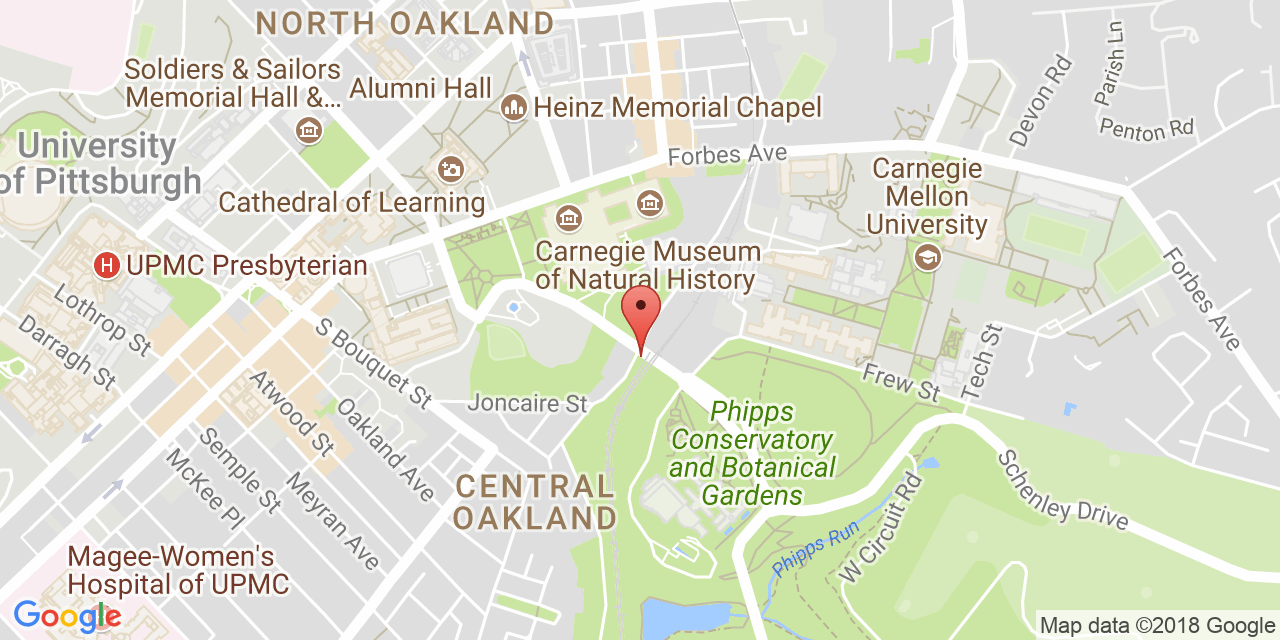 NORTH OAKLAND
Soldiers & Sailors
Memorial Hall &...
Alumni Hall
Heinz Memorial Chapel
Devon Rd
Parish Ln
Penton Rd
University
of Pittsburgh
Forbes Ave
Carnegie
Mellon
University
Cathedral of Learning
Carnegie Museum
of Natural History
H
UPMC Presbyterian
Forbes Ave
Lothrop St
Darragh St
S Bouquet St
Atwood St
Oakland Ave
Joncaire St
Frew St
Tech St
Phipps
Conservatory
and Botanical
Gardens
Semple St
McKee Pl
Meyran Ave
CENTRAL
OAKLAND
Schenley Drive
W Circuit Rd
Phipps Run
Magee-Women's
Hospital of UPMC
Google
Map data ©2018 Google